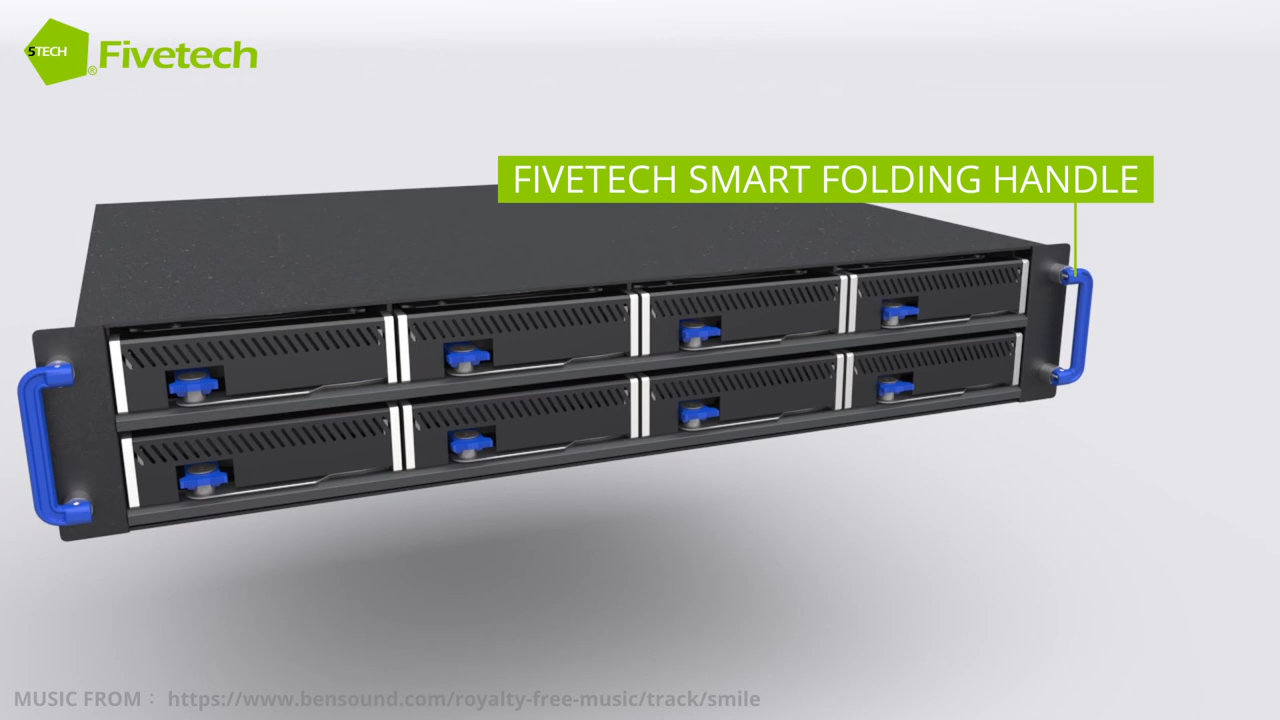 5TECH
® Fivetech
FIVETECH SMART FOLDING HANDLE
MUSIC FROM： https://www.bensound.com/royalty-free-music/track/smile